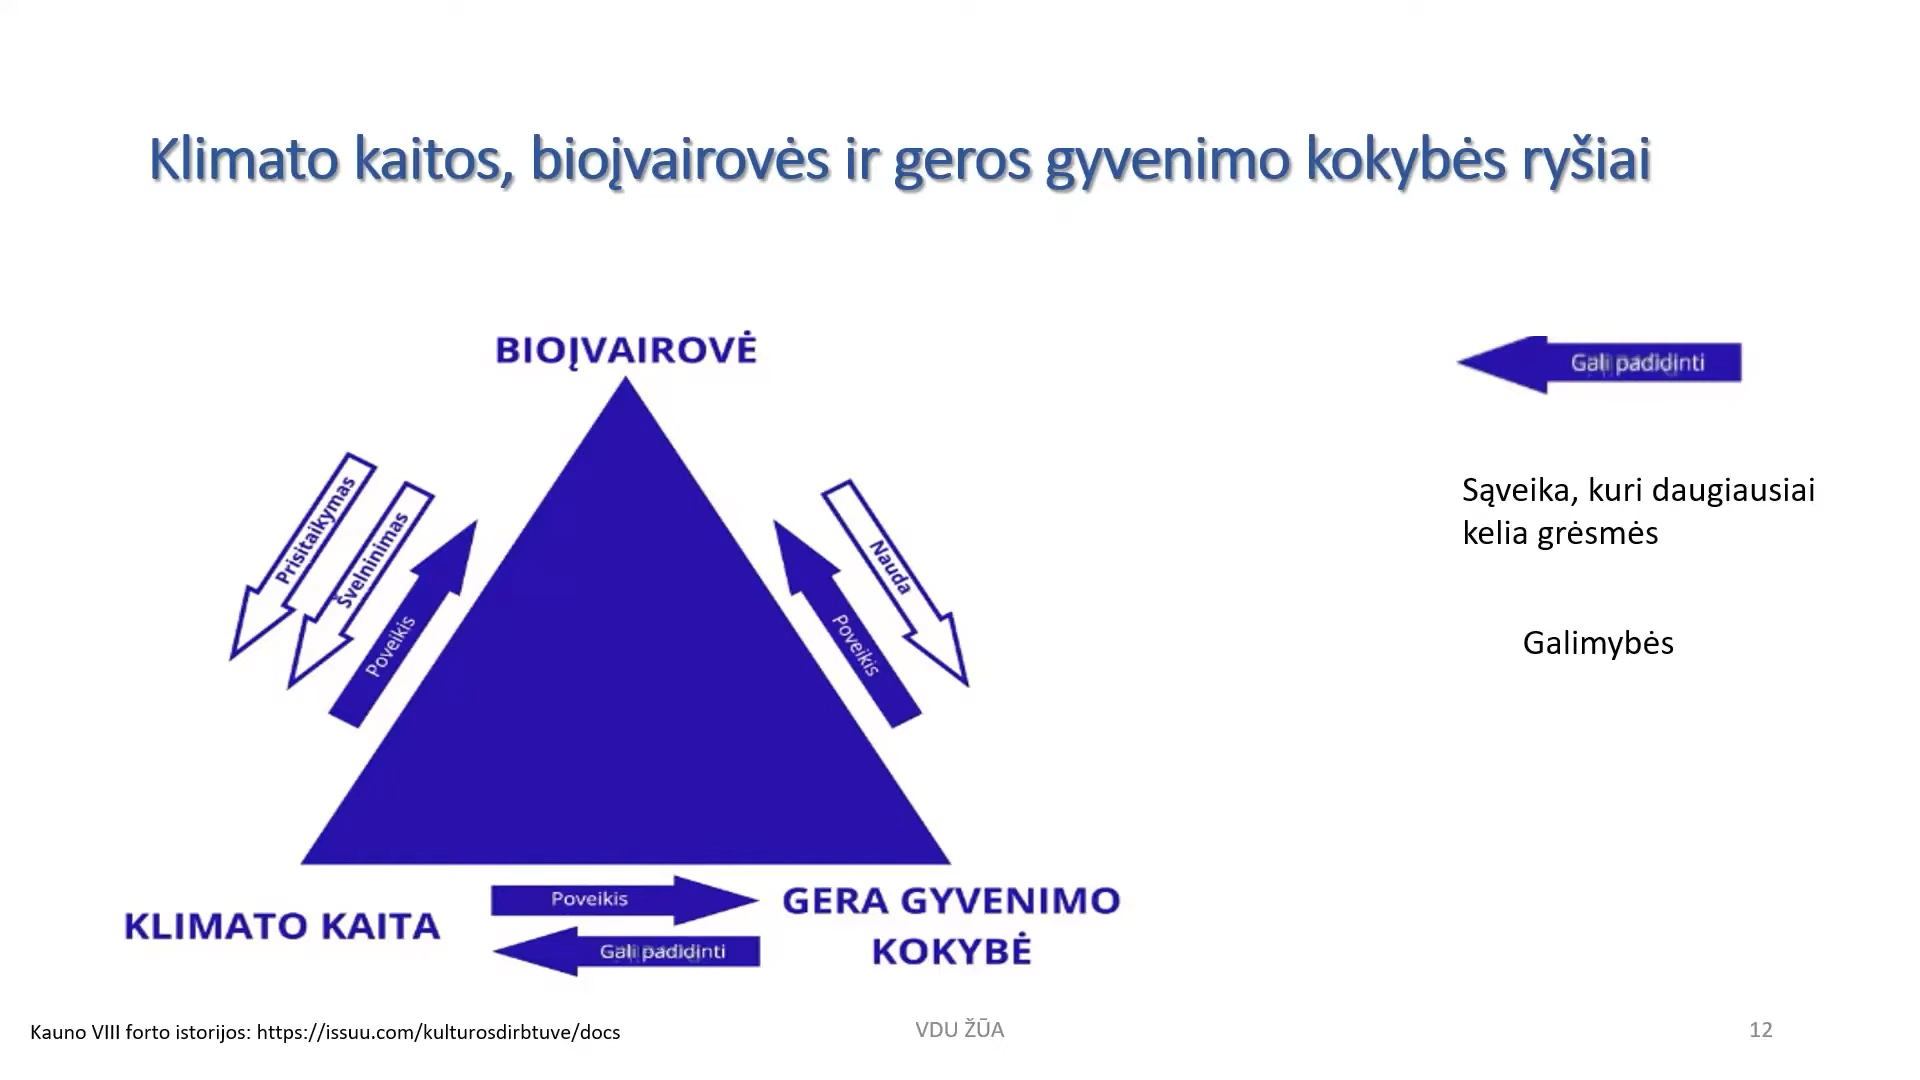 Klimato kaitos, bioįvairovės ir geros gyvenimo kokybės ryšiai
BIOĮVAIROVĖ
Prisitaikymas
Švelninimas
Poveikis
Nauda
Poveikis
Poveikis
Gali padidinti
KLIMATO KAITA
GERA GYVENIMO
KOKYBĖ
Gali padidinti
Sąveika, kuri daugiausiai
kelia grėsmės
Galimybės
Kauno VIII forto istorijos: https://issuu.com/kulturosdirbtuve/docs
VDU ŽŪA
12